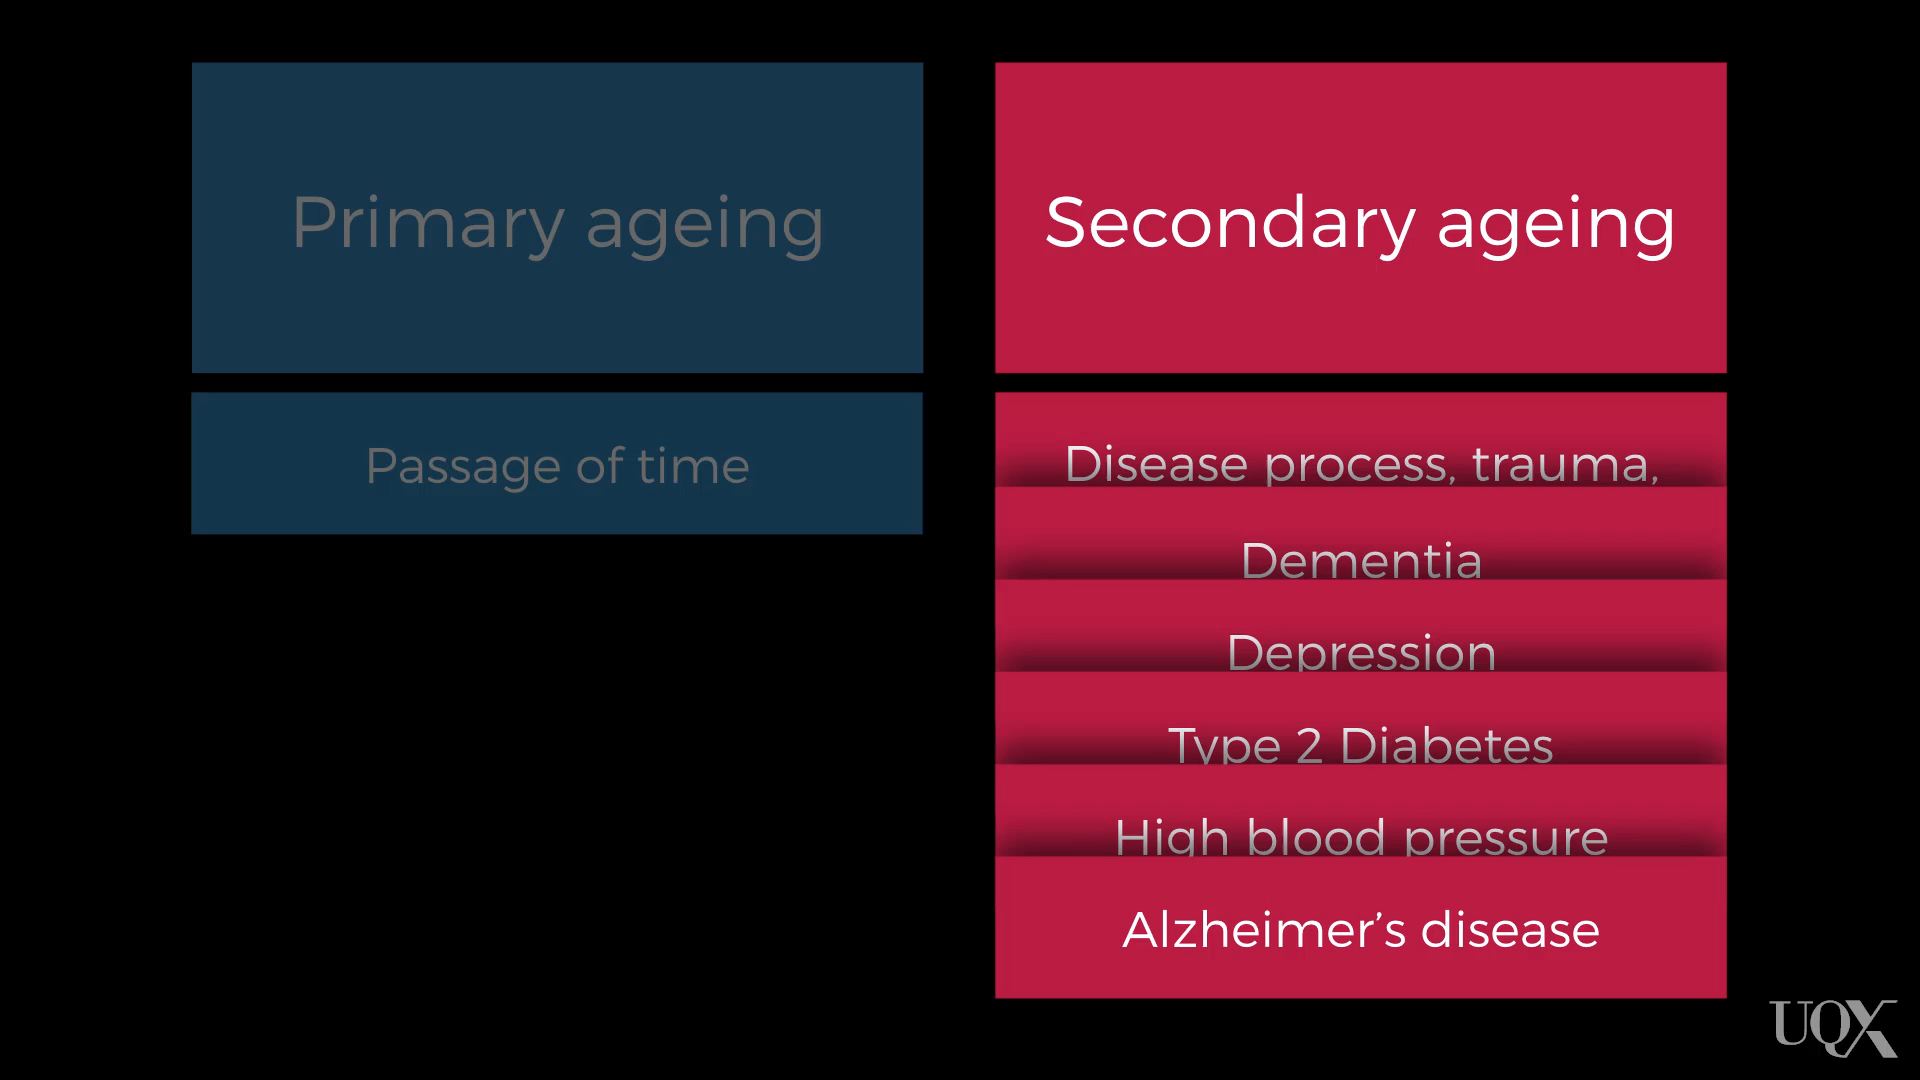 Primary ageing
Passage of time
Secondary ageing
Disease process, trauma,
Dementia
Depression
Type 2 Diabetes
High blood pressure
Alzheimer’s disease
UQX